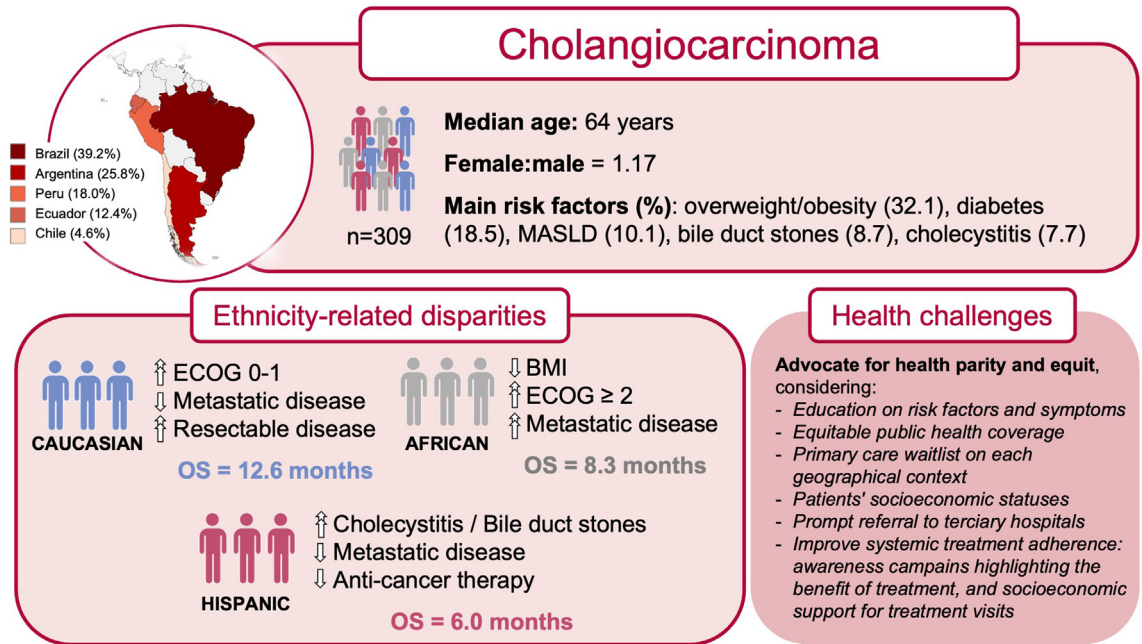 Cholangiocarcinoma
Brazil (39.2%)
Argentina (25.8%)
Peru (18.0%)
Ecuador (12.4%)
Chile (4.6%)
n=309
Median age: 64 years
Female:male = 1.17
Main risk factors (%): overweight/obesity (32.1), diabetes
(18.5), MASLD (10.1), bile duct stones (8.7), cholecystitis (7.7)
Ethnicity-related disparities
CAUCASIAN
⇧ ECOG 0-1
⇩ Metastatic disease
⇧ Resectable disease
OS = 12.6 months
AFRICAN
⇩ BMI
⇧ ECOG ≥ 2
⇧ Metastatic disease
OS = 8.3 months
HISPANIC
⇧ Cholecystitis / Bile duct stones
⇩ Metastatic disease
⇩ Anti-cancer therapy
OS = 6.0 months
Health challenges
Advocate for health parity and equit,
considering:
- Education on risk factors and symptoms
- Equitable public health coverage
- Primary care waitlist on each
geographical context
- Patients' socioeconomic statuses
- Prompt referral to terciary hospitals
- Improve systemic treatment adherence:
awareness campains highlighting the
benefit of treatment, and socioeconomic
support for treatment visits